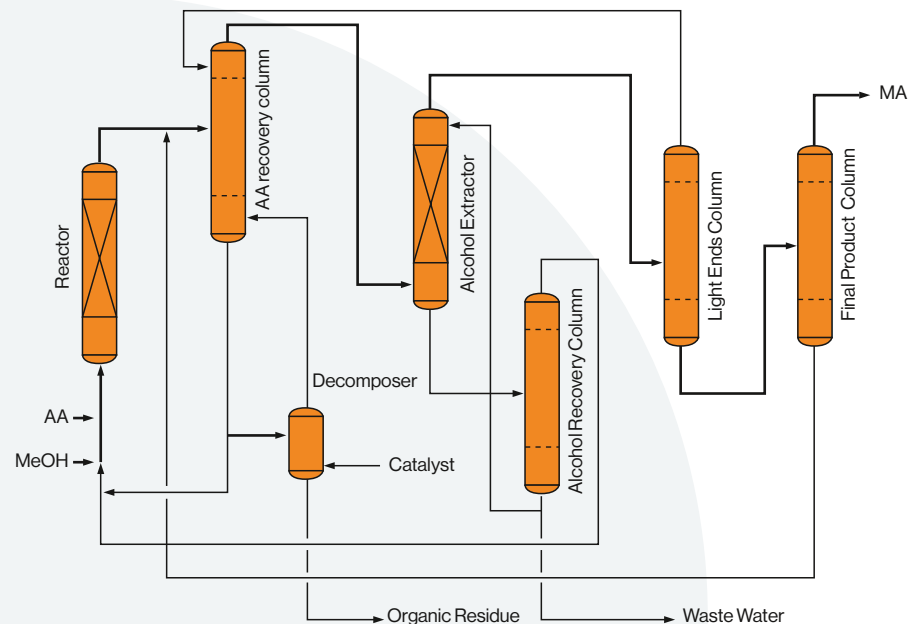 MA
AA recovery column
Alcohol Extractor
Reactor
Light Ends Column
Final Product Column
Alcohol Recovery Column
Decomposer
AA
MeOH
Catalyst
Organic Residue
Waste Water